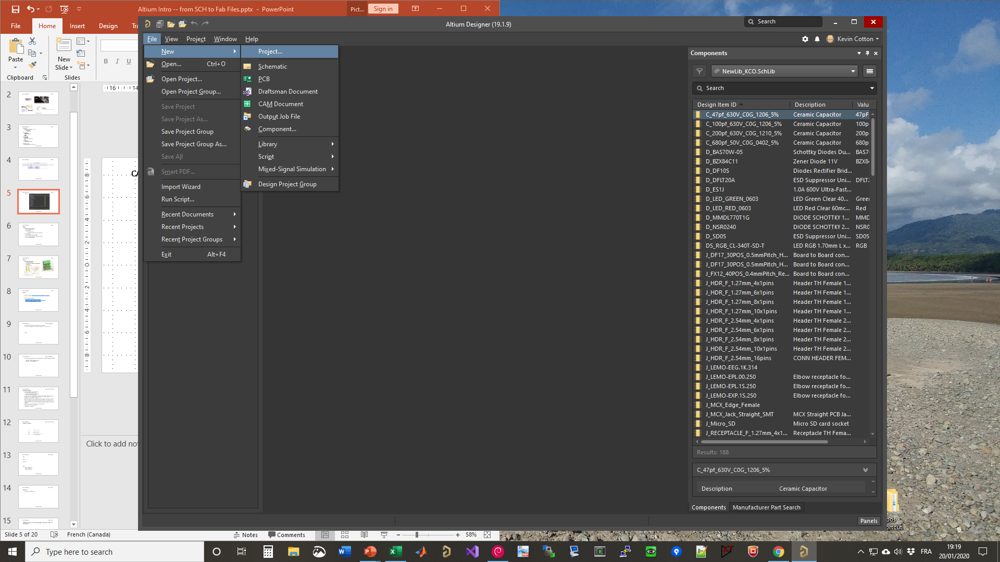 Altium Intro -- from SCH to Fab Files.pptx - PowerPoint
Pict...
Sign in
File
Home
Insert
Design
Tra
Paste
New
Slide
B I U
Clipboard
Slides
16 14
2
3
4
5
6
7
8
9
10
11
12
13
14
15
8 6 4 2 0 2 4 6 8
CA
Click to add not
Slide 5 of 20
French (Canada)
Notes
Comments
58%
Altium Designer (19.1.9)
Search
File
View
Project
Window
Help
Kevin Cotton
New
Open... Ctrl+O
Open Project...
Open Project Group...
Save Project
Save Project As...
Save Project Group
Save Project Group As...
Save All
Smart PDF...
Import Wizard
Run Script...
Recent Documents
Recent Projects
Recent Project Groups
Exit Alt+F4
Project...
Schematic
PCB
Draftsman Document
CAM Document
Output Job File
Component...
Library
Script
Mixed-Signal Simulation
Design Project Group
Components
NewLib_KCO.SchLib
Search
Design Item ID Description Valu
C_47pf_630V_C0G_1206_5% Ceramic Capacitor 47pF
C_100pf_630V_C0G_1206_5% Ceramic Capacitor 100p
C_200pf_630V_C0G_1210_5% Ceramic Capacitor 200p
C_680pf_50V_C0G_0402_5% Ceramic Capacitor 680p
D_BAS70W-05 Schottky Diodes Du... BAS7
D_BZX84C11 Zener Diode 11V BZX84
D_DF10S Diodes Rectifier Brid...
D_DFLT20A ESD Suppressor Uni... DFLT2
D_ES1J 1.0A 600V Ultra-Fast...
D_LED_GREEN_0603 LED Green Clear 40... Green
D_LED_RED_0603 LED Red Clear 60mc... Red
D_MMDL770T1G DIODE SCHOTTKY 1... MMD
D_NSR0240 DIODE SCHOTTKY 2... NSR0
D_SD05 ESD Suppressor Uni... SD05
DS_RGB_CL-340T-SD-T LED RGB 1.70mm L x... RGB
J_DF17_30POS_0.5mmPitch_H... Board to Board con...
J_DF17_30POS_0.5mmPitch_H... Board to Board con...
J_FX12_40POS_0.4mmPitch_Re... Board to Board con...
J_HDR_F_1.27mm_4x1pins Header TH Female 1...
J_HDR_F_1.27mm_6x1pins Header TH Female 1...
J_HDR_F_1.27mm_8x1pins Header TH Female 1...
J_HDR_F_1.27mm_10x1pins Header TH Female 1...
J_HDR_F_2.54mm_4x1pins Header TH Female 2...
J_HDR_F_2.54mm_6x1pins Header TH Female 2...
J_HDR_F_2.54mm_8x1pins Header TH Female 2...
J_HDR_F_2.54mm_10x1pins Header TH Female 2...
J_HDR_F_2.54mm_16pins CONN HEADER FEM...
J_LEMO-EEG.1K.314
J_LEMO-EPL.00.250 Elbow receptacle fo...
J_LEMO-EPL.1S.250 Elbow receptacle fo...
J_LEMO-EXP.1S.250 Elbow receptacle fo...
J_MCX_Edge_Female
J_MCX_Jack_Straight_SMT MCX Straight PCB Ja...
J_Micro_SD Micro SD card socket
J_RECEPTACLE_F_1.27mm_4x1... Receptacle TH Fema...
Results: 188
C_47pf_630V_C0G_1206_5%
Description Ceramic Capacitor
Components
Manufacturer Part Search
Panels
pos -
ortcut
Type here to search
FRA
19:19
20/01/2020